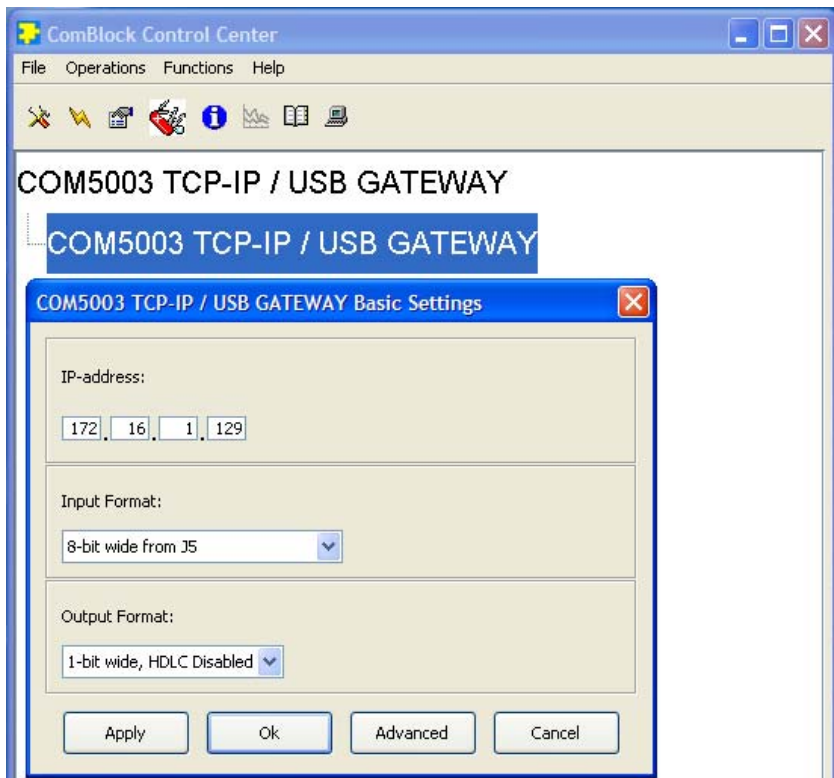 ComBlock Control Center
File Operations Functions Help
COM5003 TCP-IP / USB GATEWAY
COM5003 TCP-IP / USB GATEWAY
COM5003 TCP-IP / USB GATEWAY Basic Settings
IP-address:
172 . 16 . 1 . 129
Input Format:
8-bit wide from J5
Output Format:
1-bit wide, HDLC Disabled
Apply Ok Advanced Cancel